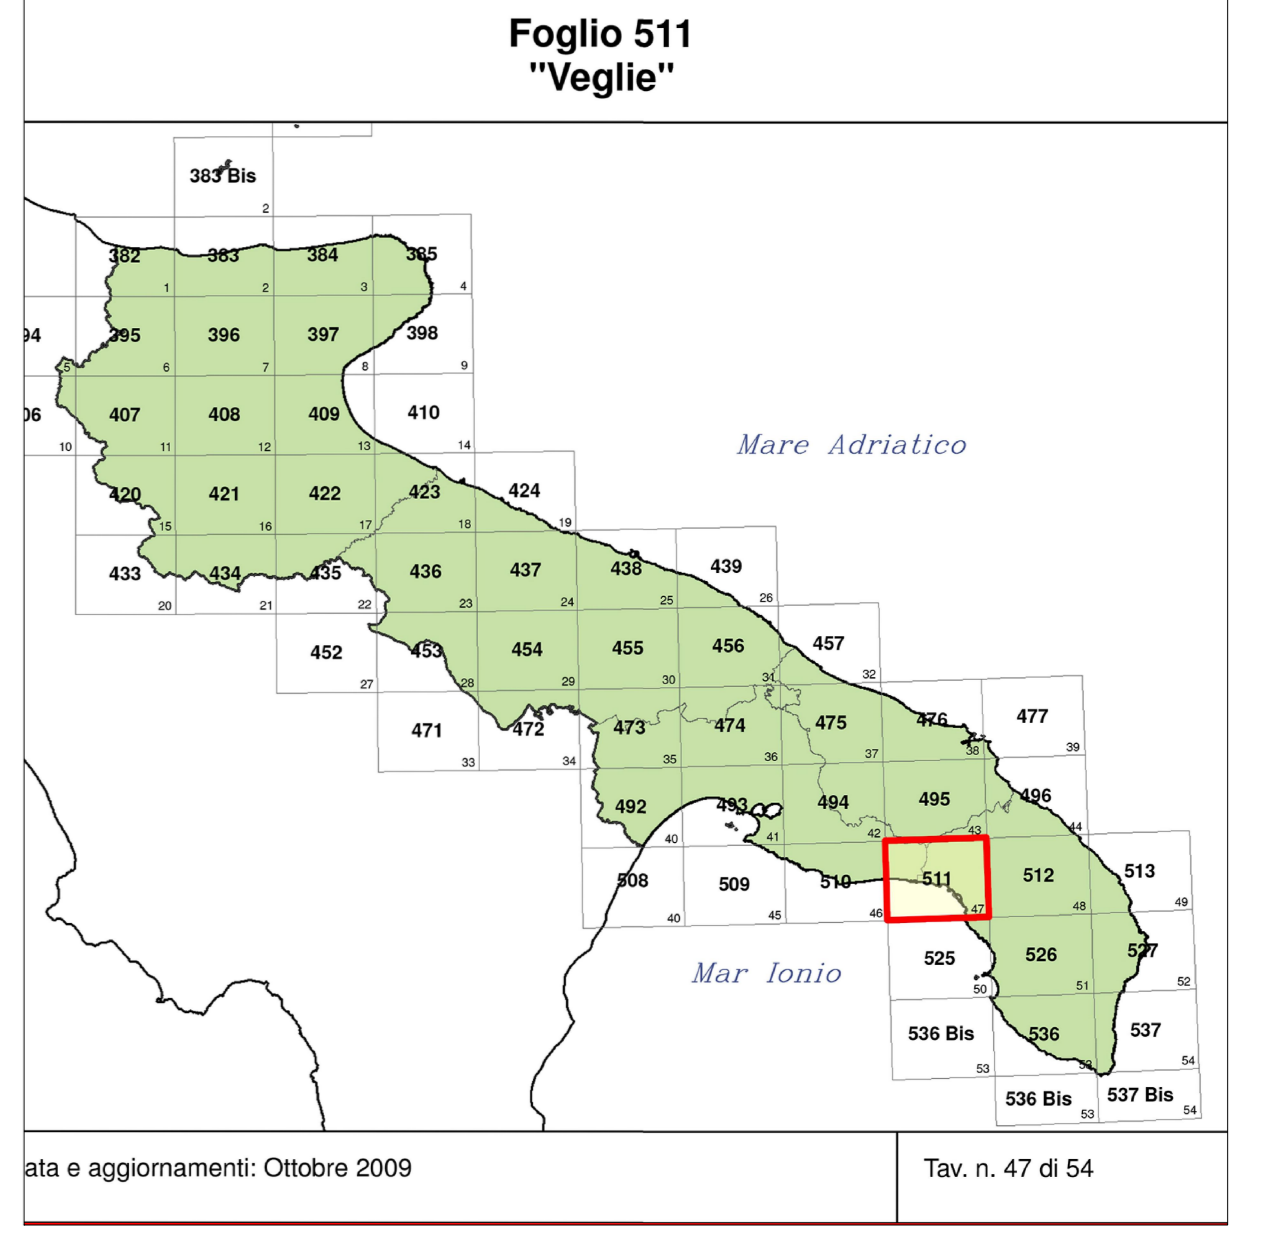 Foglio 511
"Veglie"
383 Bis
2
382 383 384 385
1 2 3 4
94 395 396 397 398
5 6 7 8 9
06 407 408 409 410
10 11 12 13 14
Mare Adriatico
420 421 422 423 424
15 16 17 18 19
433 434 435 436 437 438 439
20 21 22 23 24 25 26
452 453 454 455 456 457
27 28 29 30 31 32
471 472 473 474 475 476 477
33 34 35 36 37 38 39
492 493 494 495 496
40 41 42 43 44
508 509 510 511 512 513
40 45 46 47 48 49
Mar Ionio
525 526 527
50 51 52
536 Bis 536 537
53 53 54
536 Bis 537 Bis
53 54
ata e aggiornamenti: Ottobre 2009
Tav. n. 47 di 54